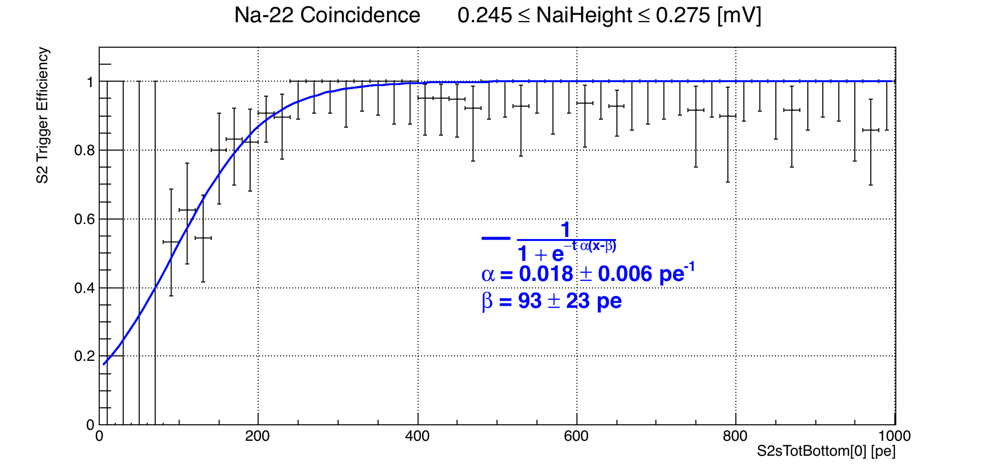 Na-22 Coincidence 0.245 ≤ NaiHeight ≤ 0.275 [mV]
S2 Trigger Efficiency
1
0.8
0.6
0.4
0.2
0
1
1 + e^-t·α(x-β)
α = 0.018 ± 0.006 pe^-1
β = 93 ± 23 pe
0 200 400 600 800 1000
S2sTotBottom[0] [pe]